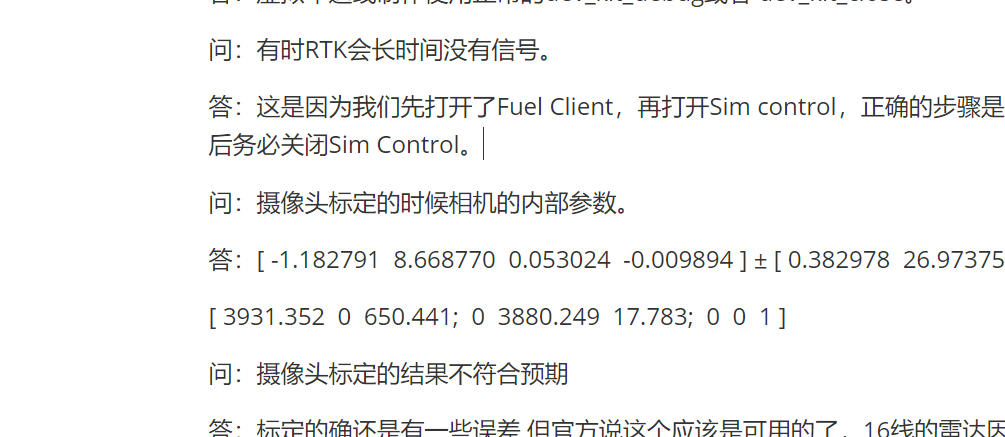 问：有时RTK会长时间没有信号。
答：这是因为我们先打开了Fuel Client，再打开Sim control，正确的步骤是
后务必关闭Sim Control。
问：摄像头标定的时候相机的内部参数。
答：[ -1.182791 8.668770 0.053024 -0.009894 ] ± [ 0.382978 26.97375
[ 3931.352 0 650.441; 0 3880.249 17.783; 0 0 1 ]
问：摄像头标定的结果不符合预期
答：标定的确还是有一些误差 但官方说这个应该是可用的了，16线的雷达因